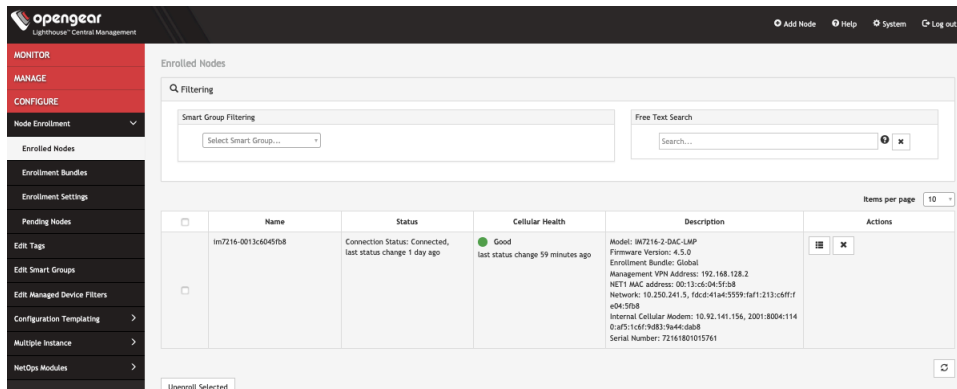 opengear
Lighthouse™ Central Management
Add Node
Help
System
Log out
MONITOR
MANAGE
CONFIGURE
Node Enrollment
Enrolled Nodes
Enrollment Bundles
Enrollment Settings
Pending Nodes
Edit Tags
Edit Smart Groups
Edit Managed Device Filters
Configuration Templating
Multiple Instance
NetOps Modules
Enrolled Nodes
Filtering
Smart Group Filtering
Select Smart Group...
Free Text Search
Search...
Items per page 10
Name Status Cellular Health Description Actions
im7216-0013c6045fb8
Connection Status: Connected,
last status change 1 day ago
Good
last status change 59 minutes ago
Model: IM7216-2-DAC-LMP
Firmware Version: 4.5.0
Enrollment Bundle: Global
Management VPN Address: 192.168.128.2
NET1 MAC address: 00:13:c6:04:5f:b8
Network: 10.250.241.5, fdcd:41a4:5559:faf1:213:c6ff:f
e04:5fb8
Internal Cellular Modem: 10.92.141.156, 2001:8004:114
0:af5:1c6f:9d83:9a44:dab8
Serial Number: 72161801015761
Unenroll Selected